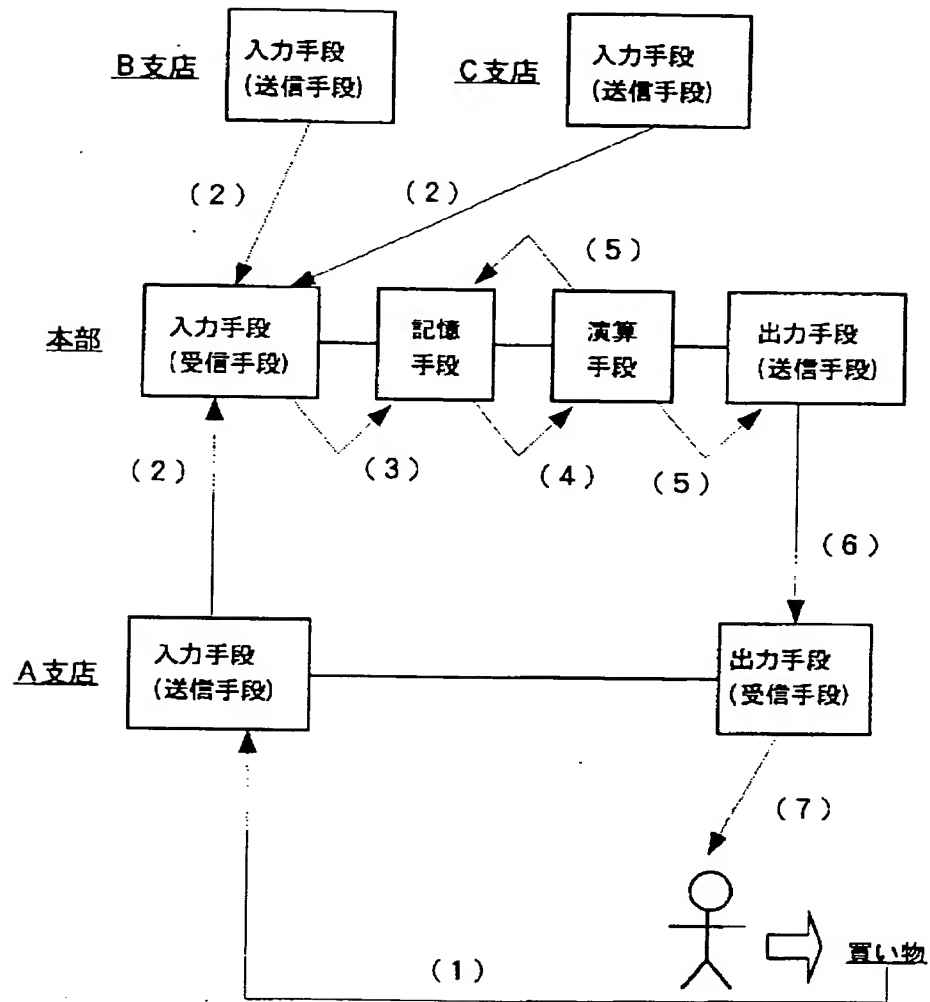 B支店
入力手段
(送信手段)
C支店
入力手段
(送信手段)
(2)
(2)
(5)
本部
入力手段
(受信手段)
記憶
手段
演算
手段
出力手段
(送信手段)
(2)
(3)
(4)
(5)
(6)
A支店
入力手段
(送信手段)
出力手段
(受信手段)
(7)
(1)
買い物